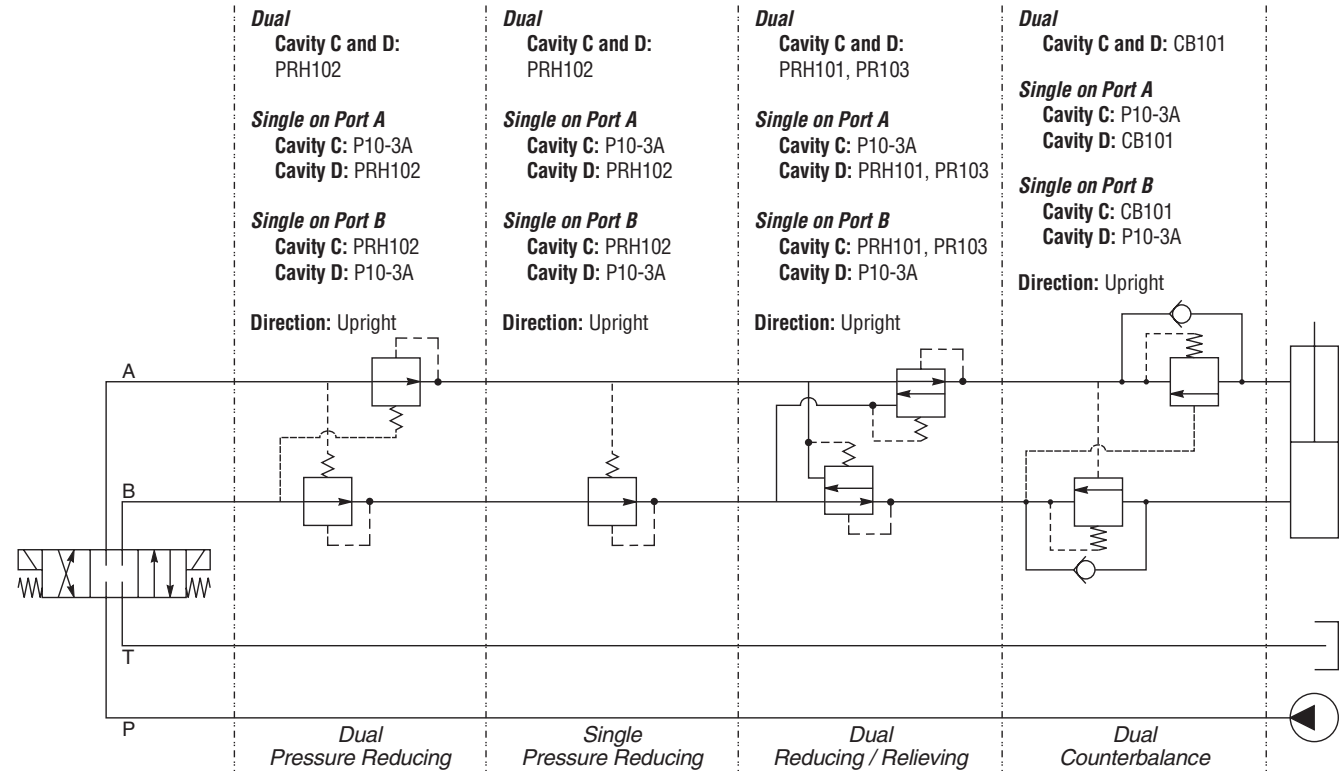 Dual
Cavity C and D:
PRH102
Single on Port A
Cavity C: P10-3A
Cavity D: PRH102
Single on Port B
Cavity C: PRH102
Cavity D: P10-3A
Direction: Upright
Dual
Cavity C and D:
PRH102
Single on Port A
Cavity C: P10-3A
Cavity D: PRH102
Single on Port B
Cavity C: PRH102
Cavity D: P10-3A
Direction: Upright
Dual
Cavity C and D:
PRH101, PR103
Single on Port A
Cavity C: P10-3A
Cavity D: PRH101, PR103
Single on Port B
Cavity C: PRH101, PR103
Cavity D: P10-3A
Direction: Upright
Dual
Cavity C and D: CB101
Single on Port A
Cavity C: P10-3A
Cavity D: CB101
Single on Port B
Cavity C: CB101
Cavity D: P10-3A
Direction: Upright
A
B
T
P
Dual
Pressure Reducing
Single
Pressure Reducing
Dual
Reducing / Relieving
Dual
Counterbalance